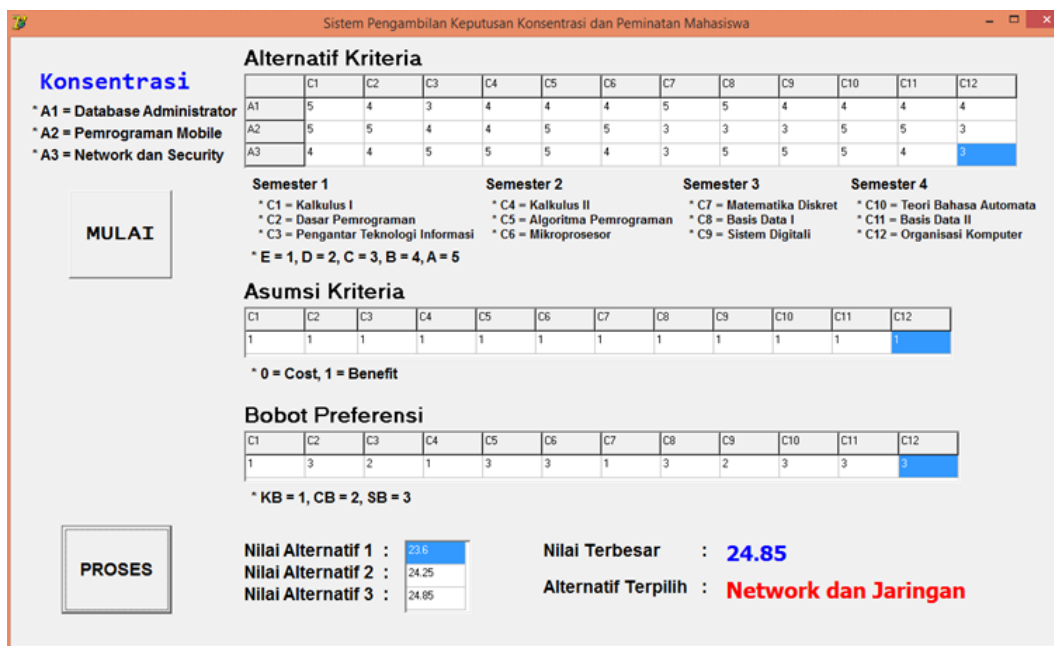 Sistem Pengambilan Keputusan Konsentrasi dan Peminatan Mahasiswa
Konsentrasi
* A1 = Database Administrator
* A2 = Pemrograman Mobile
* A3 = Network dan Security
MULAI
Alternatif Kriteria
C1 C2 C3 C4 C5 C6 C7 C8 C9 C10 C11 C12
A1 5 4 3 4 4 4 5 5 4 4 4 4
A2 5 5 4 4 5 5 3 3 3 5 5 3
A3 4 4 5 5 5 4 3 5 5 5 4 3
Semester 1
* C1 = Kalkulus I
* C2 = Dasar Pemrograman
* C3 = Pengantar Teknologi Informasi
Semester 2
* C4 = Kalkulus II
* C5 = Algoritma Pemrograman
* C6 = Mikroprosesor
Semester 3
* C7 = Matematika Diskret
* C8 = Basis Data I
* C9 = Sistem Digitali
Semester 4
* C10 = Teori Bahasa Automata
* C11 = Basis Data II
* C12 = Organisasi Komputer
* E = 1, D = 2, C = 3, B = 4, A = 5
Asumsi Kriteria
C1 C2 C3 C4 C5 C6 C7 C8 C9 C10 C11 C12
1 1 1 1 1 1 1 1 1 1 1 1
* 0 = Cost, 1 = Benefit
Bobot Preferensi
C1 C2 C3 C4 C5 C6 C7 C8 C9 C10 C11 C12
1 3 2 1 3 3 1 3 2 3 3 3
* KB = 1, CB = 2, SB = 3
PROSES
Nilai Alternatif 1 : 23.6
Nilai Alternatif 2 : 24.25
Nilai Alternatif 3 : 24.85
Nilai Terbesar : 24.85
Alternatif Terpilih : Network dan Jaringan